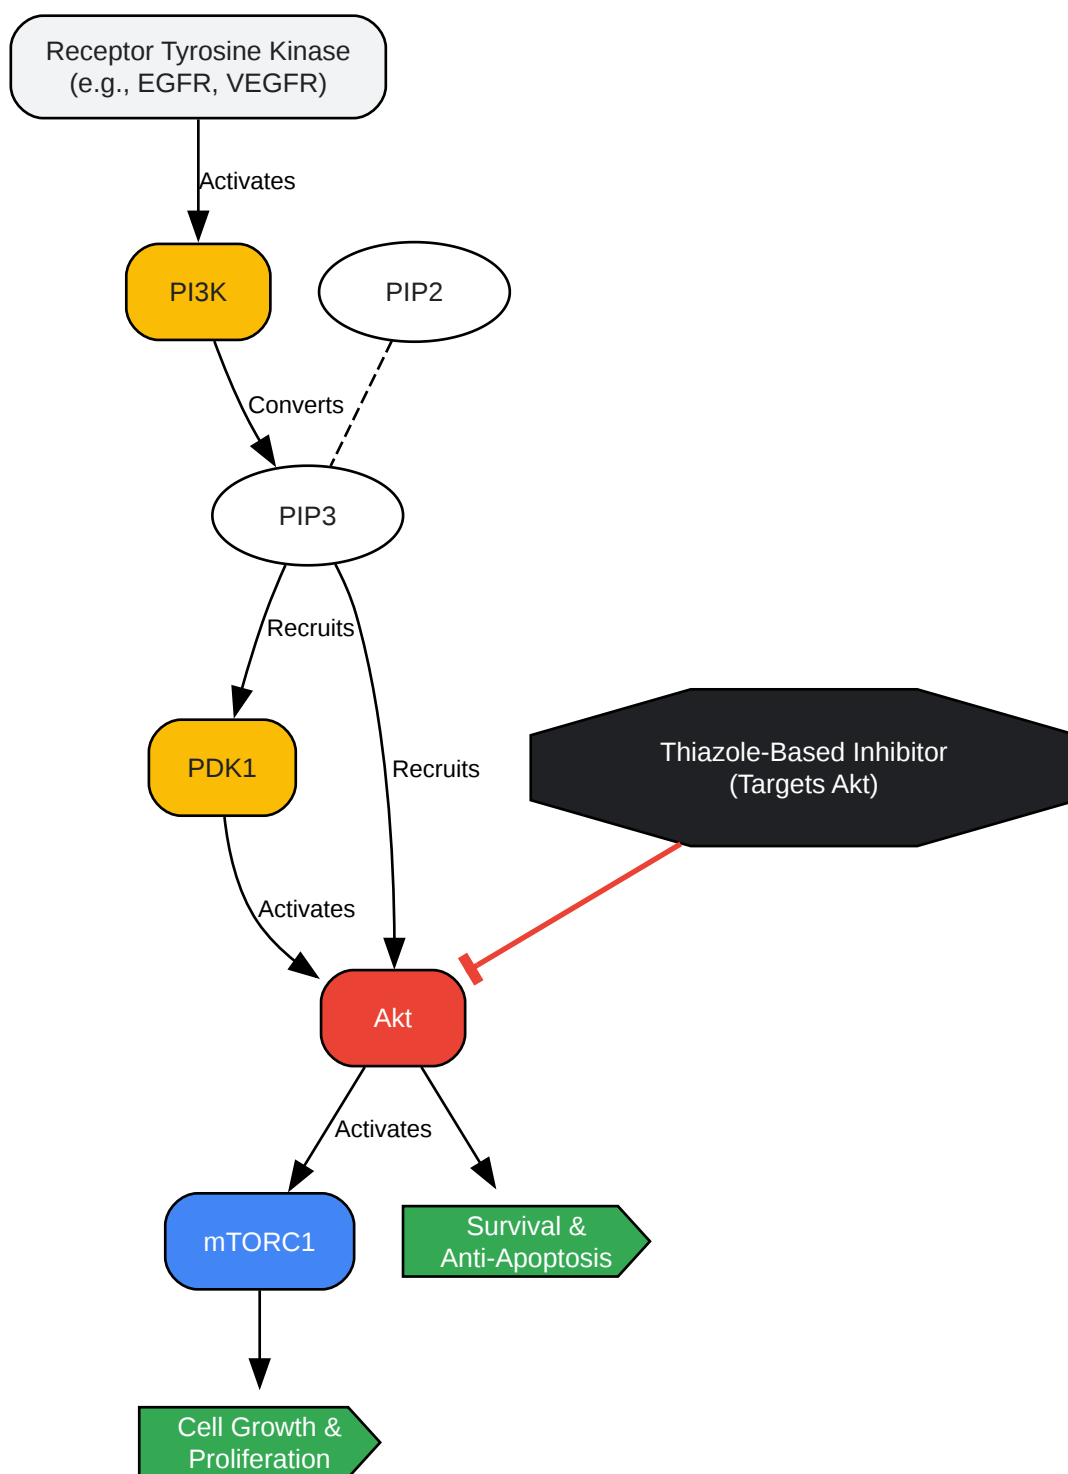 Receptor Tyrosine Kinase
(e.g., EGFR, VEGFR)
Activates
PI3K
PIP2
Converts
PIP3
Recruits
PDK1
Recruits
Thiazole-Based Inhibitor
(Targets Akt)
Activates
Akt
Activates
mTORC1
Survival &
Anti-Apoptosis
Cell Growth &
Proliferation